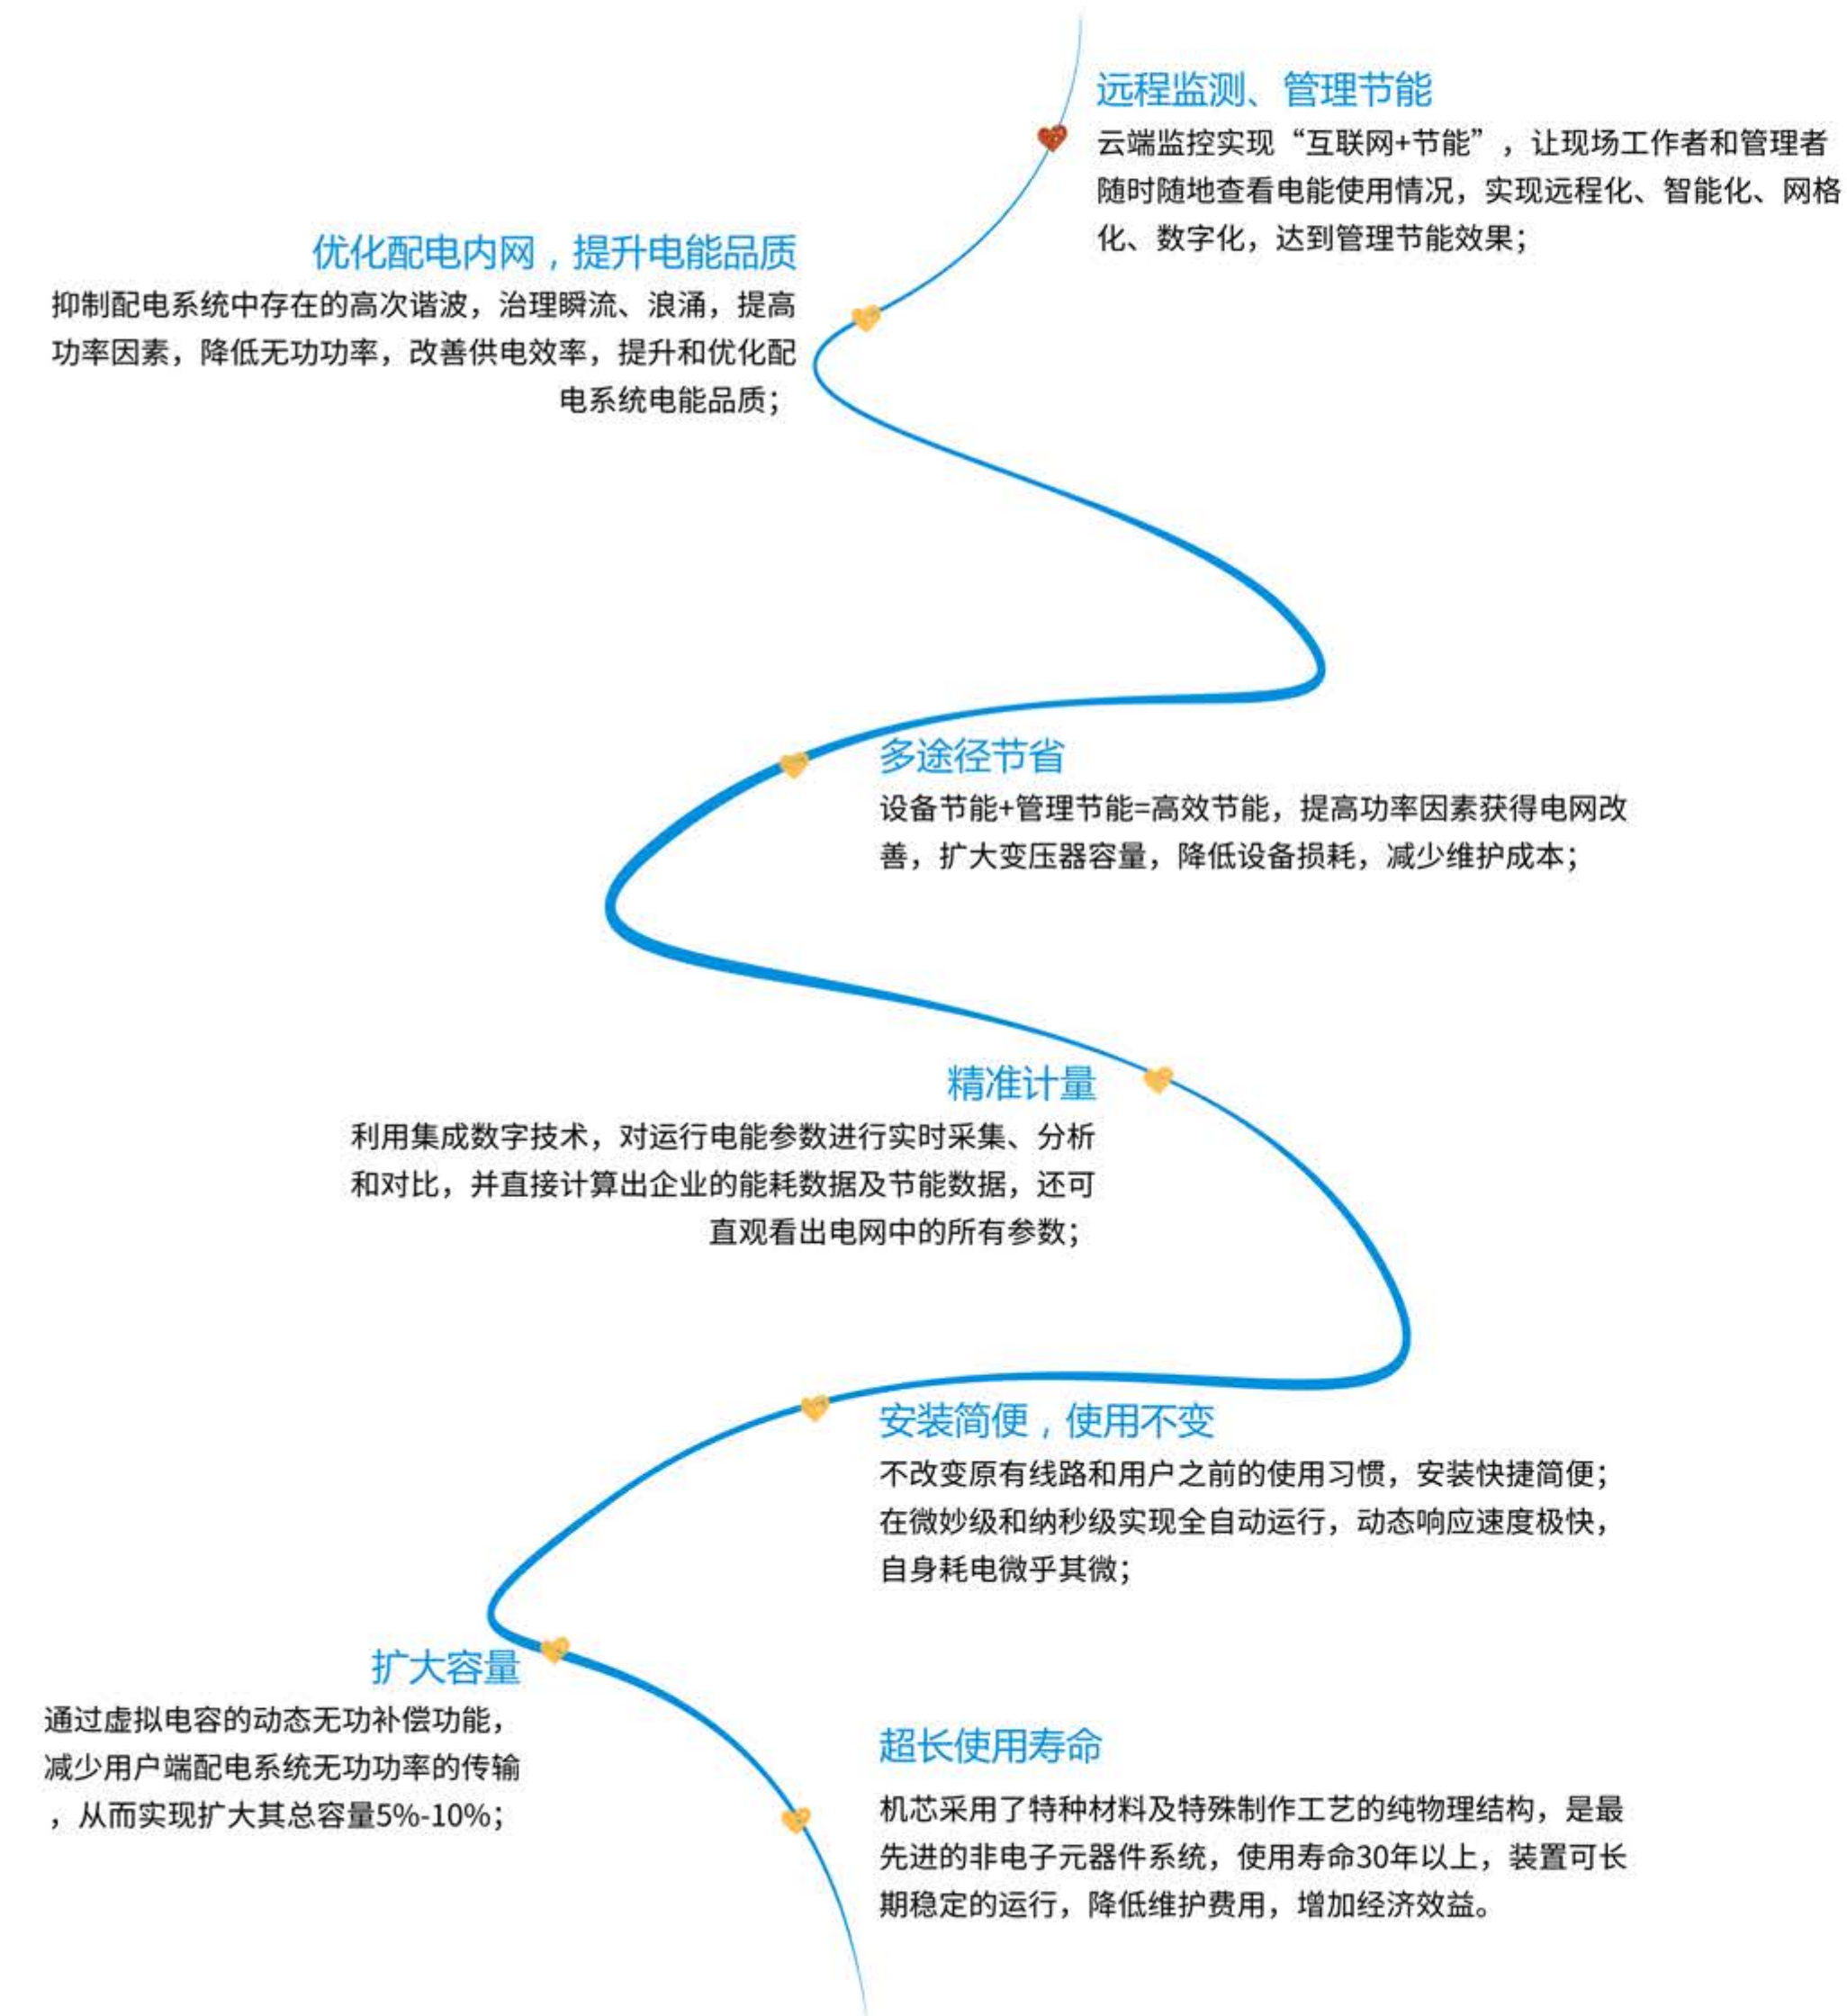 远程监测、管理节能
云端监控实现“互联网+节能”，让现场工作者和管理者
随时随地查看电能使用情况，实现远程化、智能化、网格
化、数字化，达到管理节能效果；
优化配电内网，提升电能品质
抑制配电系统中存在的高次谐波，治理瞬流、浪涌，提高
功率因素，降低无功功率，改善供电效率，提升和优化配
电系统电能品质；
多途径节省
设备节能+管理节能=高效节能，提高功率因素获得电网改
善，扩大变压器容量，降低设备损耗，减少维护成本；
精准计量
利用集成数字技术，对运行电能参数进行实时采集、分析
和对比，并直接计算出企业的能耗数据及节能数据，还可
直观看出电网中的所有参数；
安装简便，使用不变
不改变原有线路和用户之前的使用习惯，安装快捷简便；
在微妙级和纳秒级实现全自动运行，动态响应速度极快，
自身耗电微乎其微；
扩大容量
通过虚拟电容的动态无功补偿功能，
减少用户端配电系统无功功率的传输
，从而实现扩大其总容量5%-10%；
超长使用寿命
机芯采用了特种材料及特殊制作工艺的纯物理结构，是最
先进的非电子元器件系统，使用寿命30年以上，装置可长
期稳定的运行，降低维护费用，增加经济效益。